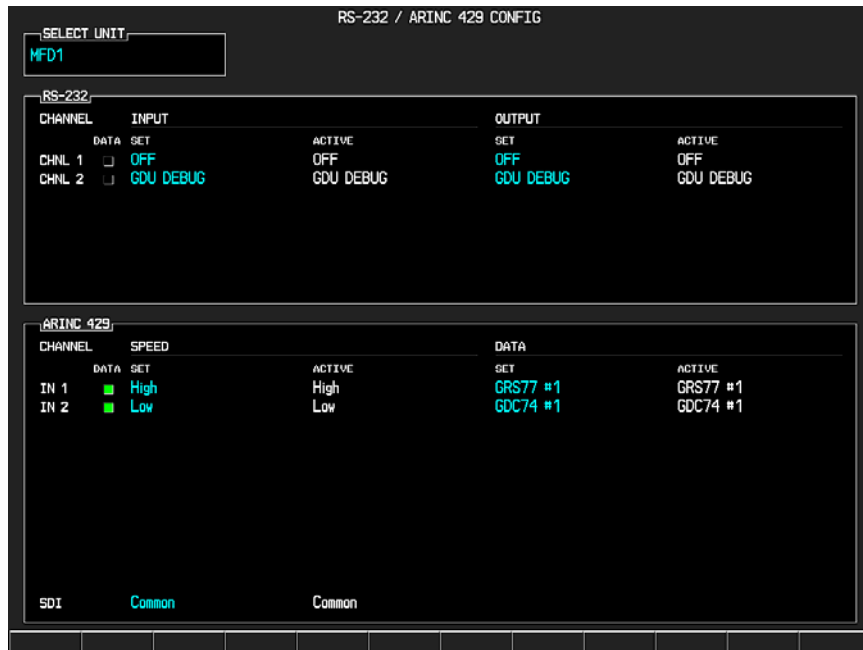 RS-232 / ARINC 429 CONFIG
SELECT UNIT
MFD1
RS-232
CHANNEL INPUT OUTPUT
DATA SET ACTIVE SET ACTIVE
CHNL 1 OFF OFF OFF OFF
CHNL 2 GDU DEBUG GDU DEBUG GDU DEBUG GDU DEBUG
ARINC 429
CHANNEL SPEED DATA
DATA SET ACTIVE SET ACTIVE
IN 1 High High GRS77 #1 GRS77 #1
IN 2 Low Low GDC74 #1 GDC74 #1
SDI Common Common